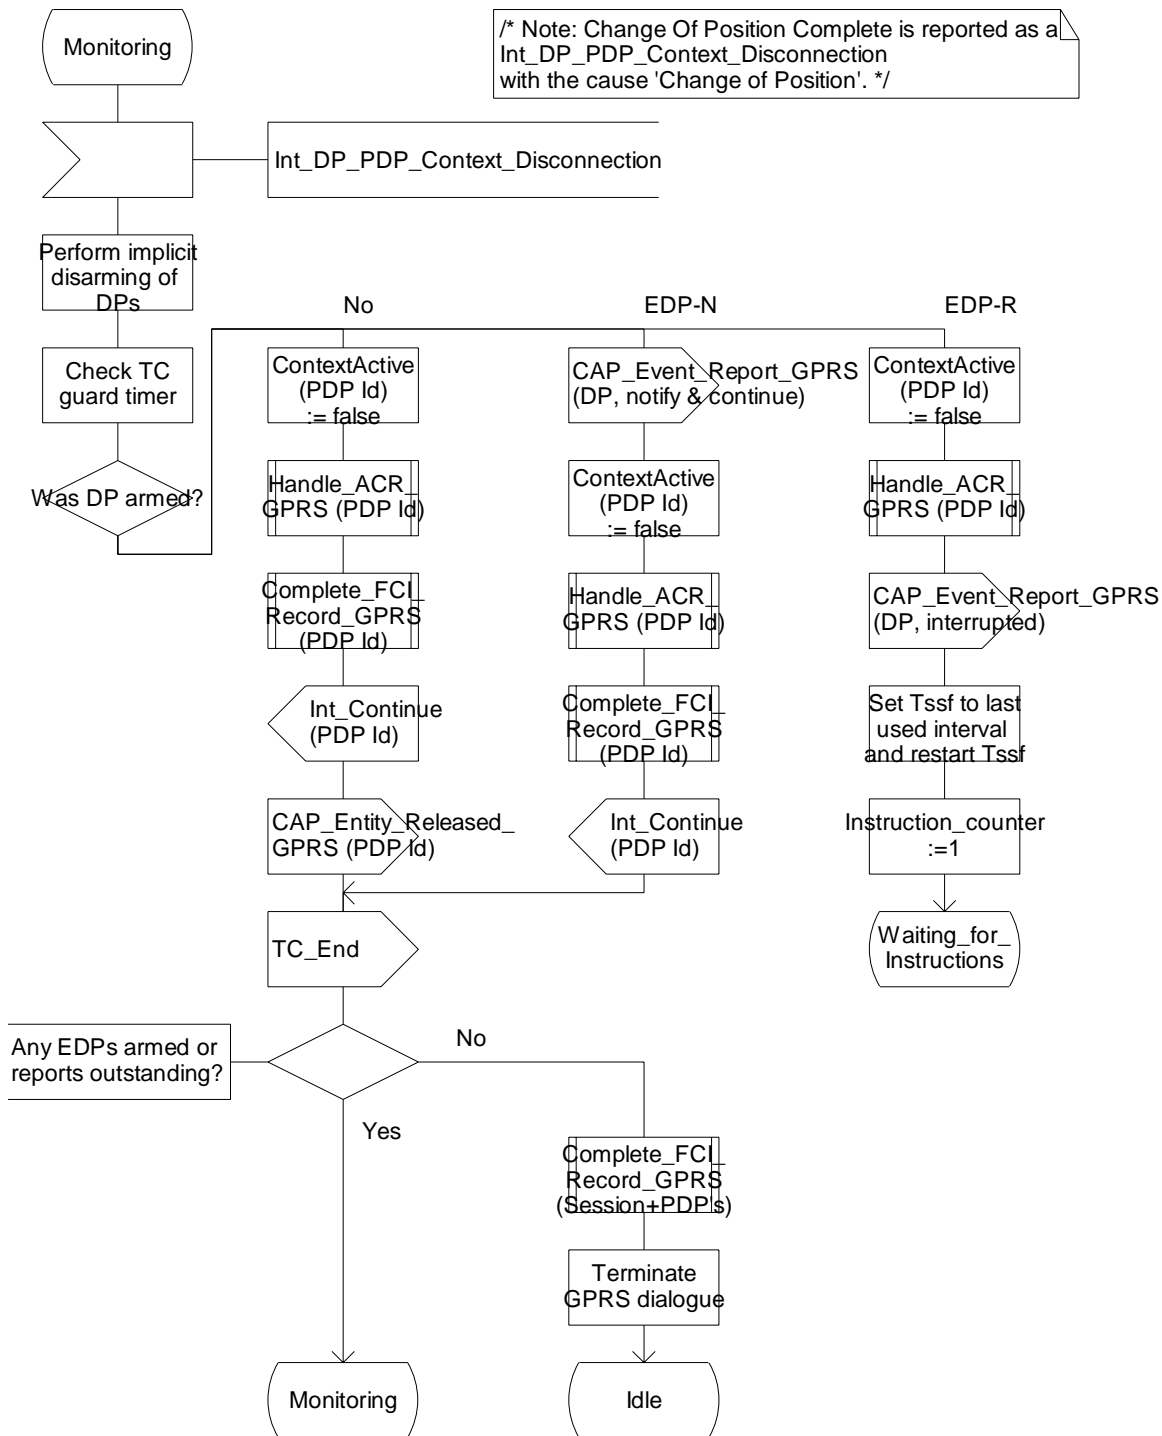 Monitoring
/* Note: Change Of Position Complete is reported as a
Int_DP_PDP_Context_Disconnection
with the cause 'Change of Position'. */
Int_DP_PDP_Context_Disconnection
Perform implicit
disarming of
DPs
Check TC
guard timer
Was DP armed?
No
EDP-N
EDP-R
ContextActive
(PDP Id)
:= false
Handle_ACR_
GPRS (PDP Id)
Complete_FCI_
Record_GPRS
(PDP Id)
Int_Continue
(PDP Id)
CAP_Entity_Released_
GPRS (PDP Id)
CAP_Event_Report_GPRS
(DP, notify & continue)
ContextActive
(PDP Id)
:= false
Handle_ACR_
GPRS (PDP Id)
Complete_FCI_
Record_GPRS
(PDP Id)
Int_Continue
(PDP Id)
ContextActive
(PDP Id)
:= false
Handle_ACR_
GPRS (PDP Id)
CAP_Event_Report_GPRS
(DP, interrupted)
Set Tssf to last
used interval
and restart Tssf
Instruction_counter
:=1
Waiting_for_
Instructions
TC_End
Any EDPs armed or
reports outstanding?
No
Yes
Complete_FCI_
Record_GPRS
(Session+PDP's)
Terminate
GPRS dialogue
Monitoring
Idle